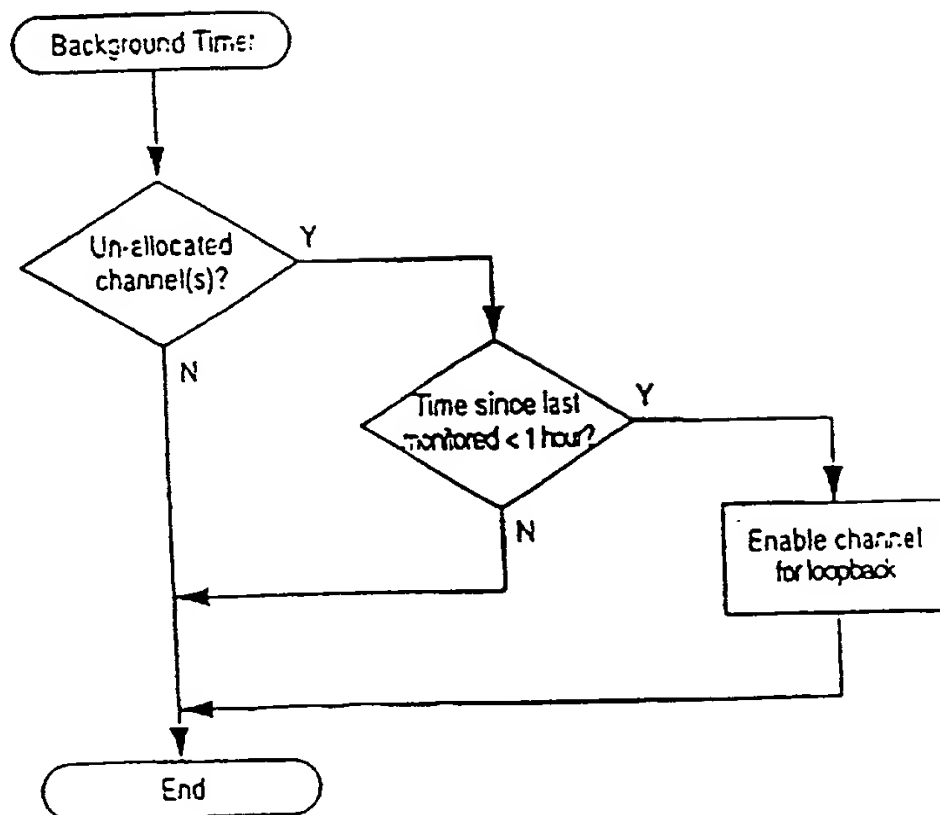 Background Timer
Un-allocated
channel(s)?
Y
N
Time since last
monitored < 1 hour?
Y
N
Enable channel
for loopback
End